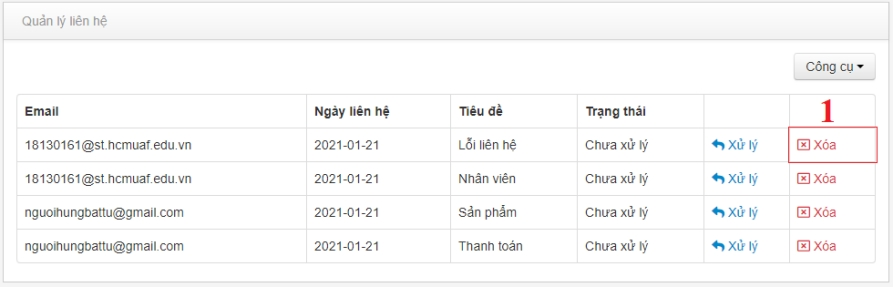 Quản lý liên hệ
Công cụ
Email Ngày liên hệ Tiêu đề Trạng thái 1
18130161@st.hcmuaf.edu.vn 2021-01-21 Lỗi liên hệ Chưa xử lý Xử lý Xóa
18130161@st.hcmuaf.edu.vn 2021-01-21 Nhân viên Chưa xử lý Xử lý Xóa
nguoihungbattu@gmail.com 2021-01-21 Sản phẩm Chưa xử lý Xử lý Xóa
nguoihungbattu@gmail.com 2021-01-21 Thanh toán Chưa xử lý Xử lý Xóa